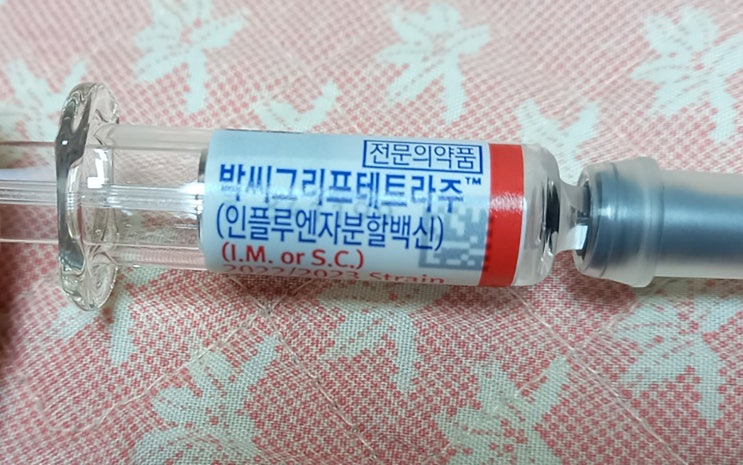 전문의약품
박씨그리프테트라주™
(인플루엔자분할백신)
(I.M. or S.C.)
2022/2023 Strain